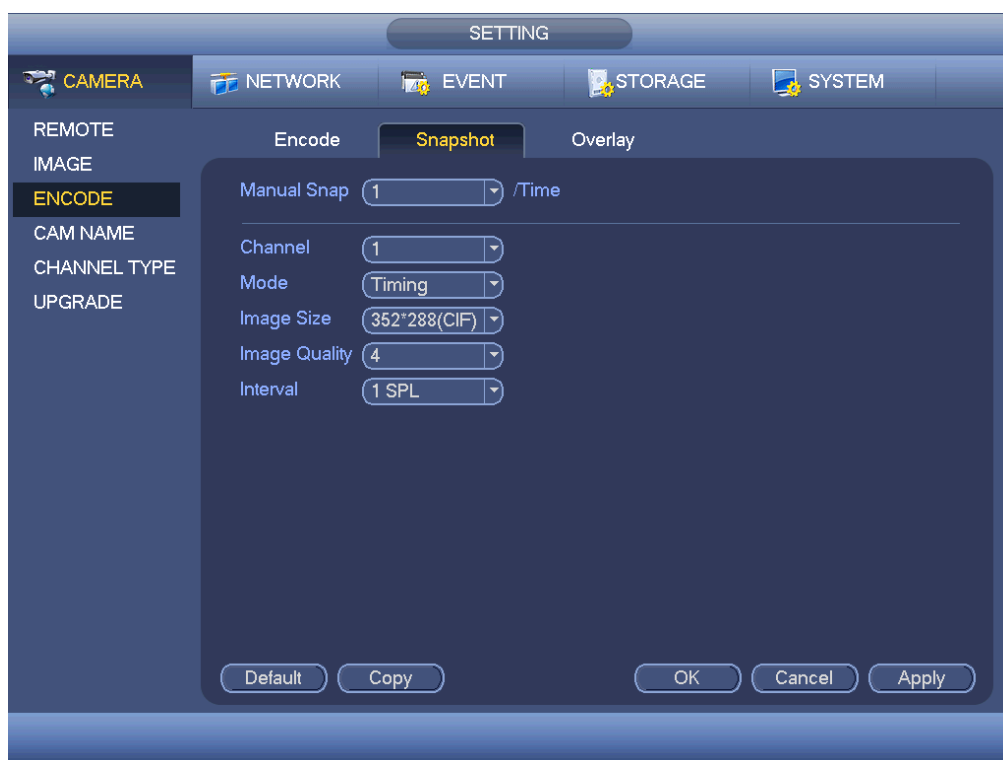 SETTING
CAMERA NETWORK EVENT STORAGE SYSTEM
REMOTE
IMAGE
ENCODE
CAM NAME
CHANNEL TYPE
UPGRADE
Encode Snapshot Overlay
Manual Snap 1 /Time
Channel 1
Mode Timing
Image Size 352*288(CIF)
Image Quality 4
Interval 1 SPL
Default Copy OK Cancel Apply